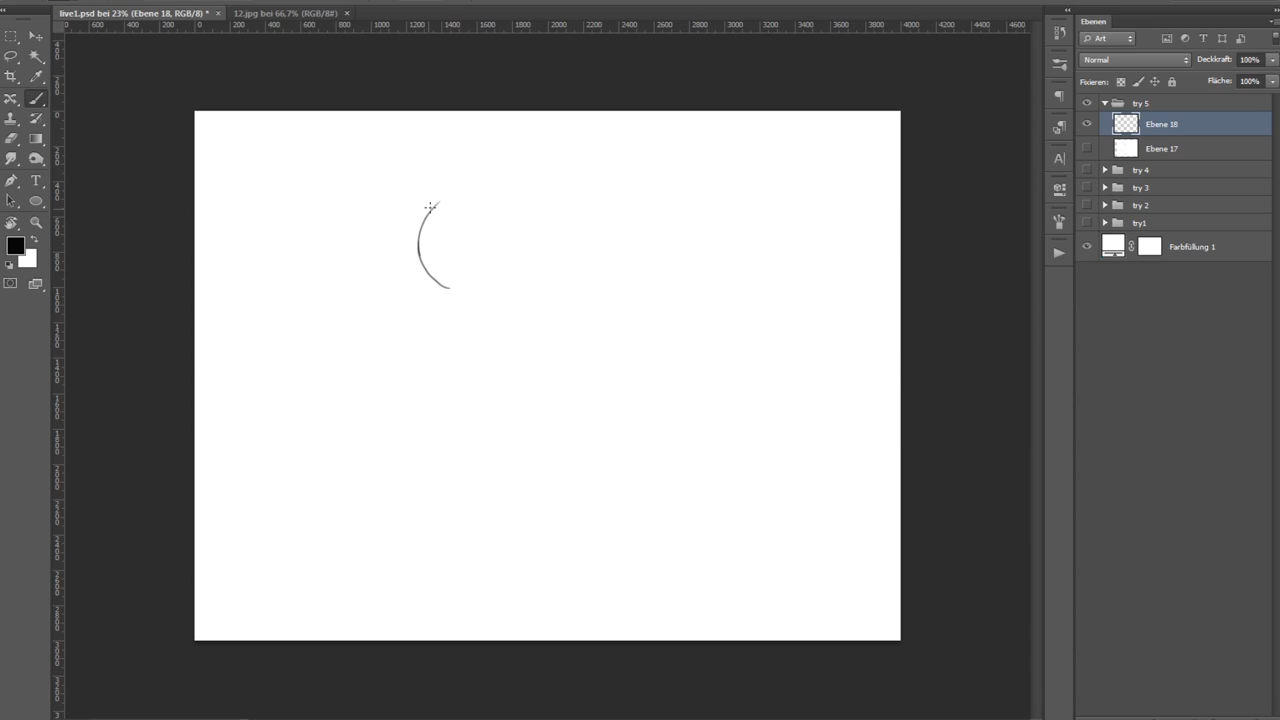 live1.psd bei 23% (Ebene 18, RGB/8) * ×
12.jpg bei 66,7% (RGB/8#) ×
600 400 200 0 200 400 600 800 1000 1200 1400 1600 1800 2000 2200 2400 2600 2800 3000 3200 3400 3600 3800 4000 4200 4400 4600
Ebenen
Art
Normal
Deckkraft: 100%
Fixieren:
Fläche: 100%
try 5
Ebene 18
Ebene 17
try 4
try 3
try 2
try1
Farbfüllung 1